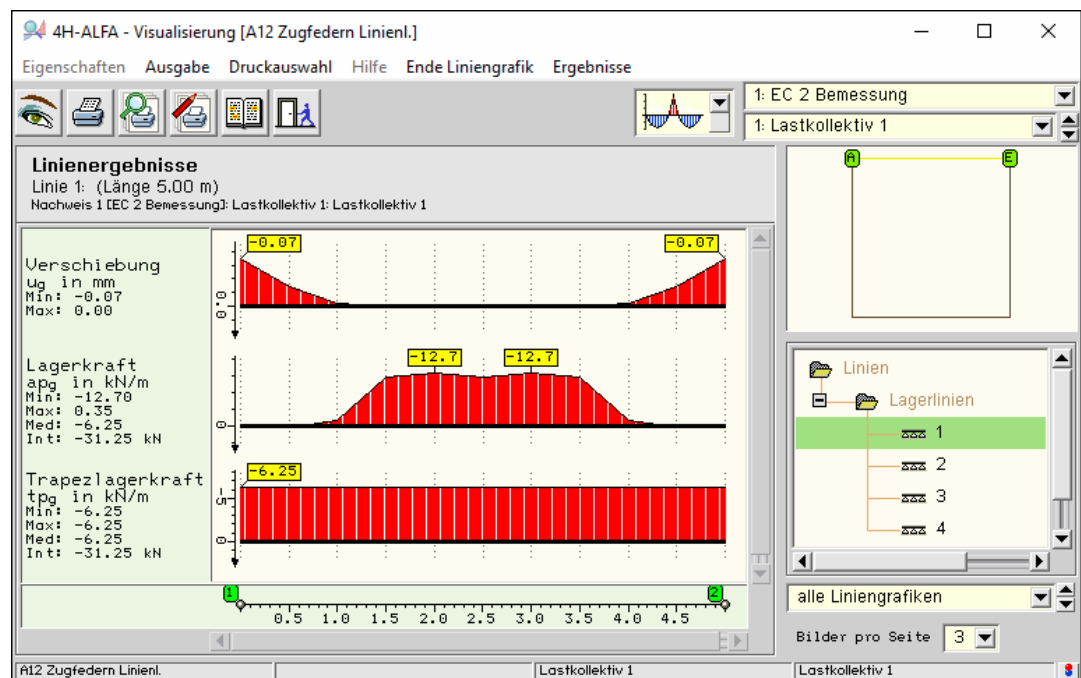 4H-ALFA - Visualisierung [A12 Zugfedern Linienl.]
Eigenschaften Ausgabe Druckauswahl Hilfe Ende Liniengrafik Ergebnisse
1: EC 2 Bemessung
1: Lastkollektiv 1
Linienergebnisse
Linie 1: (Länge 5.00 m)
Nachweis 1 [EC 2 Bemessung]: Lastkollektiv 1: Lastkollektiv 1
A E
Verschiebung
ug in mm
Min: -0.07
Max: 0.00
-0.07 -0.07
0.0
Lagerkraft
apg in kN/m
Min: -12.70
Max: 0.35
Med: -6.25
Int: -31.25 kN
-12.7 -12.7
0
Trapezlagerkraft
tpg in kN/m
Min: -6.25
Max: -6.25
Med: -6.25
Int: -31.25 kN
-6.25
-5
0
1 2
0.5 1.0 1.5 2.0 2.5 3.0 3.5 4.0 4.5
Linien
Lagerlinien
1
2
3
4
alle Liniengrafiken
Bilder pro Seite 3
A12 Zugfedern Linienl. Lastkollektiv 1 Lastkollektiv 1